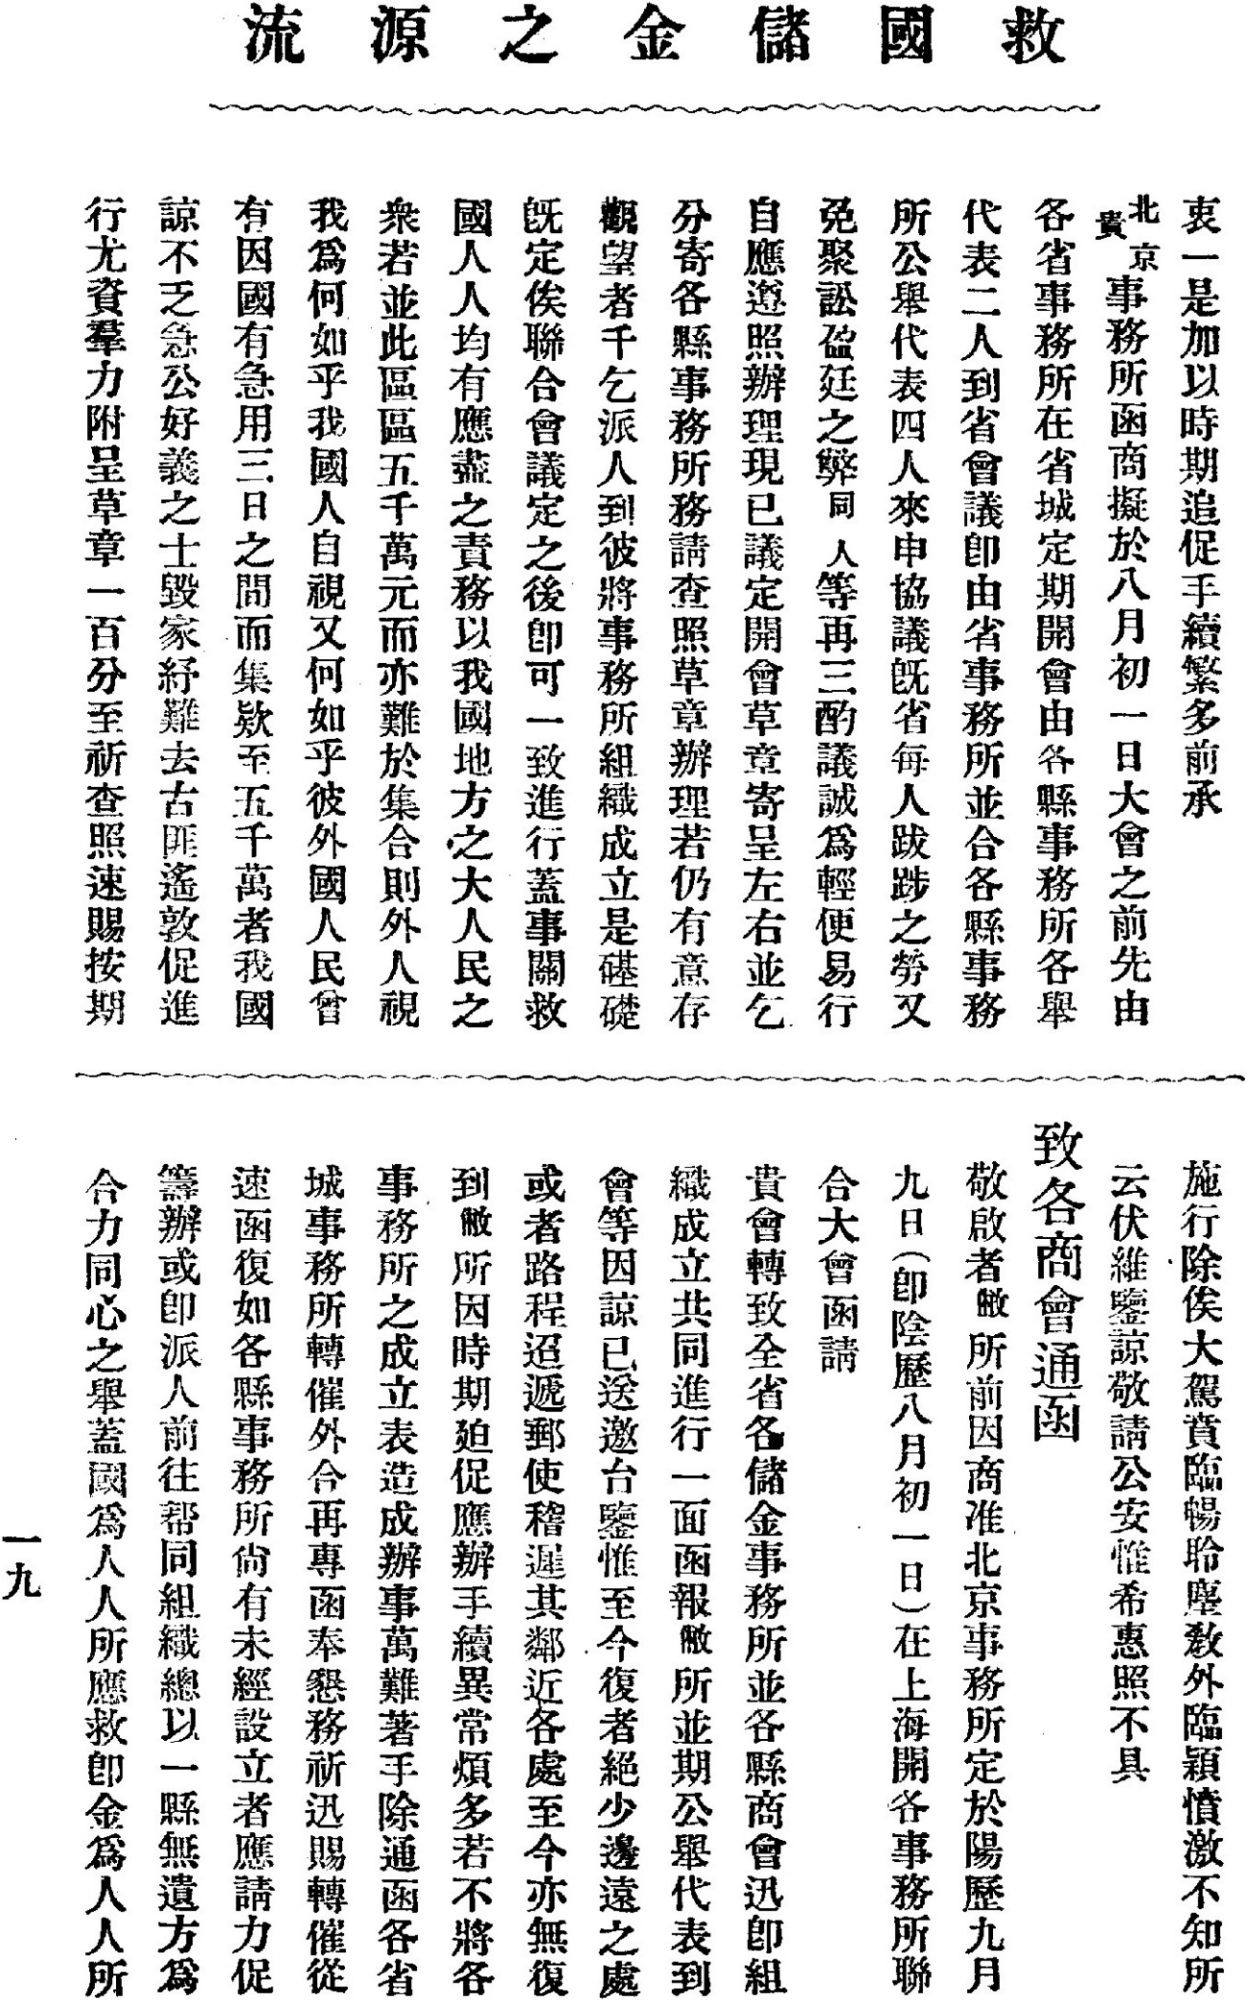 救國儲金之源流
衷一是加以時期追促手續繁多前承
北京貴事務所函商擬於八月初一日大會之前先由
各省事務所在省城定期開會由各縣事務所各舉
代表二人到省會議卽由省事務所並合各縣事務
所公舉代表四人來申協議旣省每人跋踄之勞又
免聚訟盈廷之弊同人等再三酌議誠爲輕便易行
自應遵照辦理現已議定開會草章寄呈左右並乞
分寄各縣事務所務請查照草章辦理若仍有意存
觀望者千乞派人到彼將事務所組織成立是礎礎
旣定俟聯合會議定之後卽可一致進行蓋事關救
國人人均有應盡之責務以我國地方之大人民之
衆若並此區區五千萬元而亦難於集合則外人視
我爲何如乎我國人自視又何如乎彼外國人民曾
有因國有急用三日之間而集欵至五千萬者我國
諒不乏急公好義之士毀家紓難去古匪遙敦促進
行尤資羣力附呈草章一百分至祈查照速賜按期
施行除俟大駕賁臨暢聆塵敎外臨穎憤激不知所
云伏維鑒諒敬請公安惟希惠照不具
致各商會通函
敬啟者敝所前因商准北京事務所定於陽歷九月
九日（卽陰歷八月初一日）在上海開各事務所聯
合大會函請
貴會轉致全省各儲金事務所並各縣商會迅卽組
織成立共同進行一面函報敝所並期公舉代表到
會等因諒已送邀台鑒惟至今復者絕少邊遠之處
或者路程迢遞郵使稽遲其鄰近各處至今亦無復
到敝所因時期廹促應辦手續異常煩多若不將各
事務所之成立表造成辦事萬難著手除通函各省
城事務所轉催外合再專函奉懇務祈迅賜轉催從
速函復如各縣事務所尙有未經設立者應請力促
籌辦或卽派人前往帮同組織總以一縣無遺方爲
合力同心之舉蓋國爲人人所應救卽金爲人人所
一九